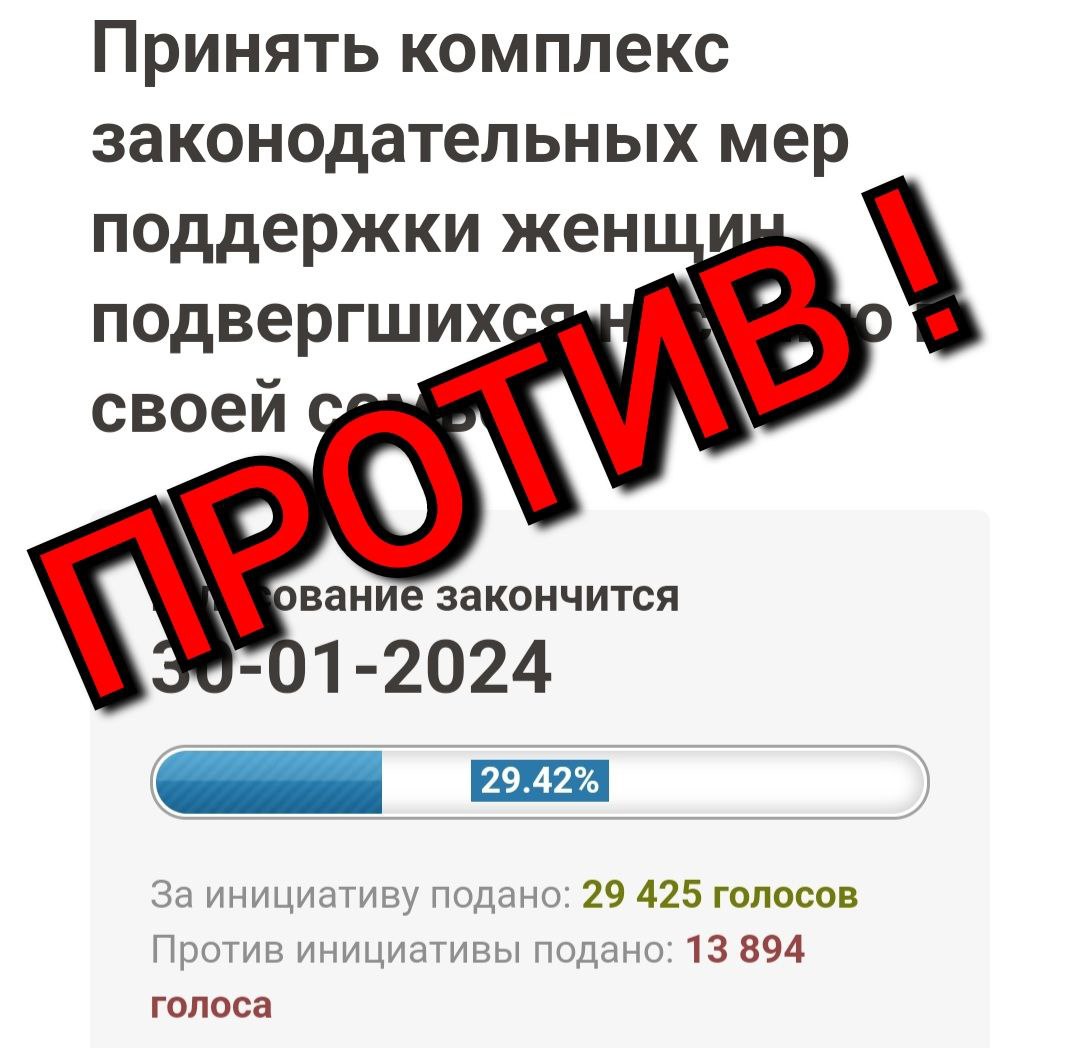 Принять комплекс
законодательных мер
поддержки женщин
подвергшихся
своей
ПРОТИВ !
закончится
30-01-2024
29.42%
За инициативу подано: 29 425 голосов
Против инициативы подано: 13 894
голоса